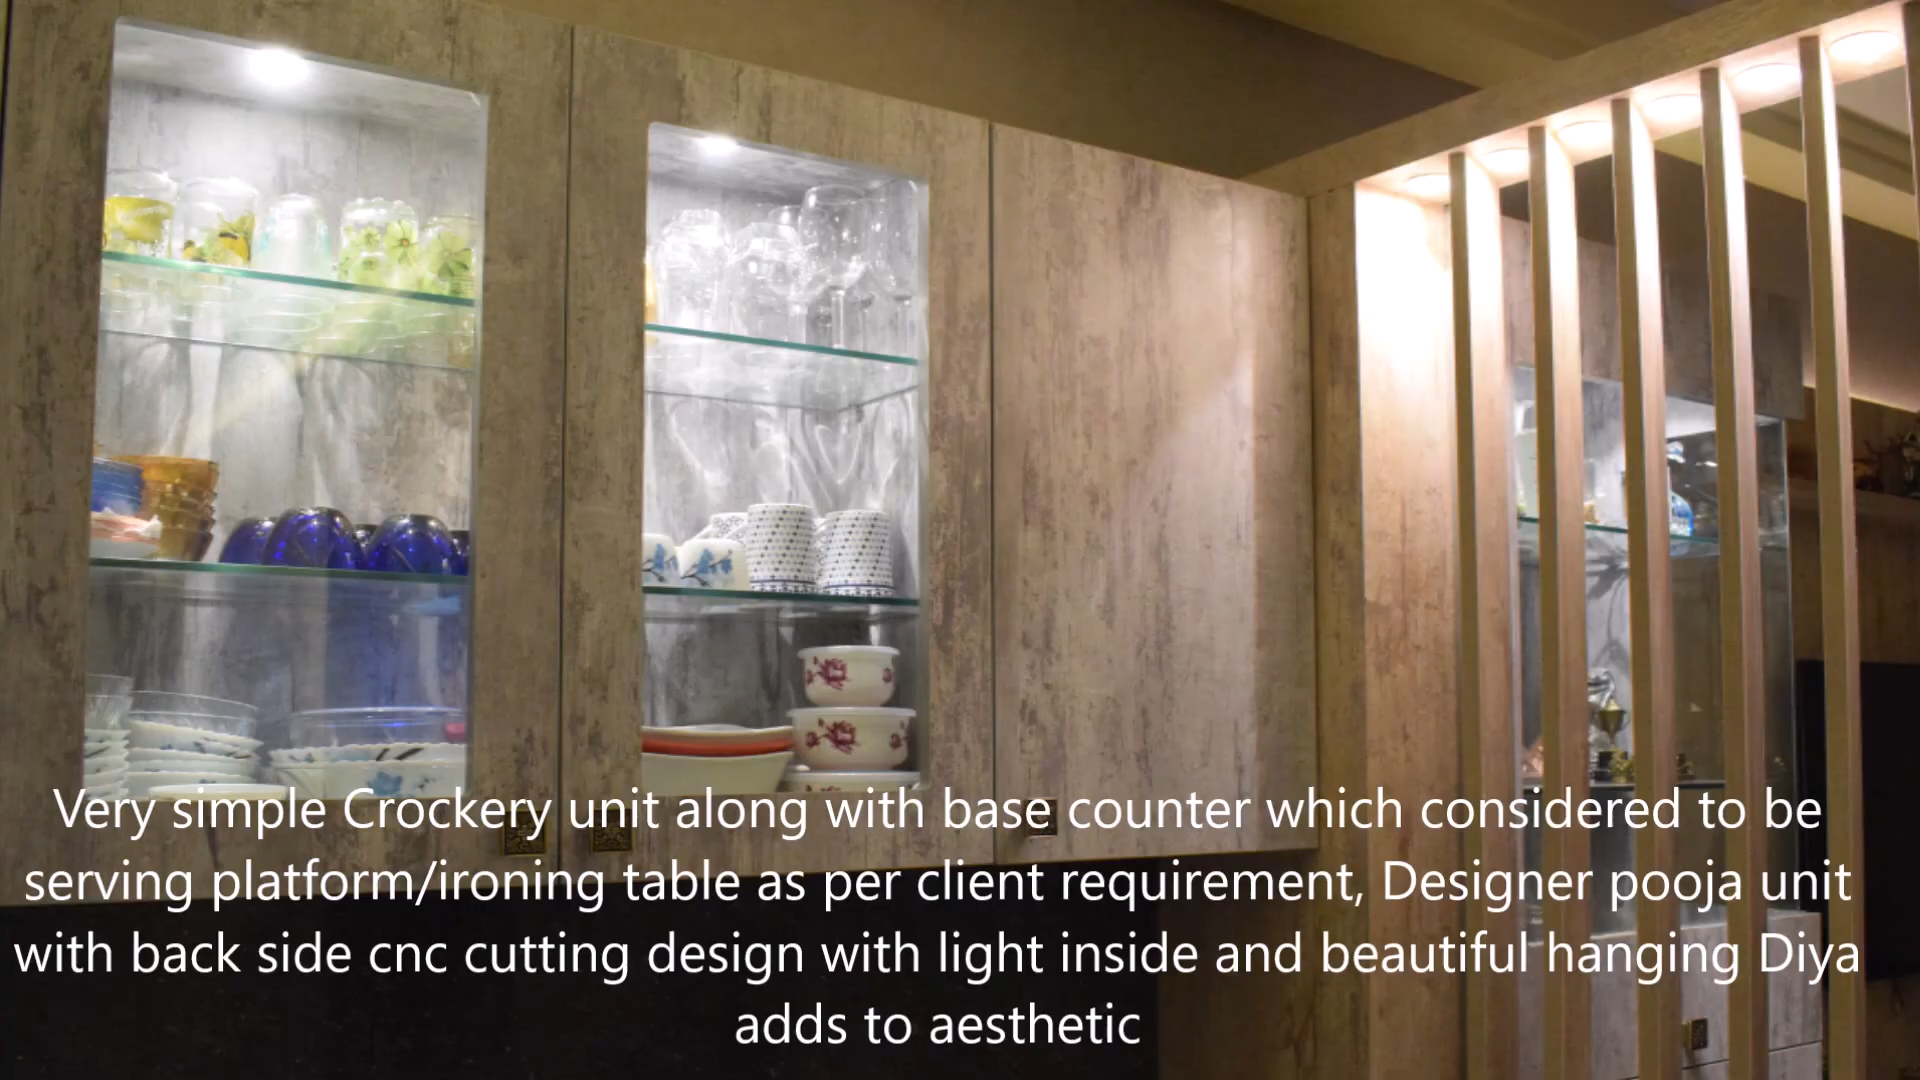 Very simple Crockery unit along with base counter which considered to be
serving platform/ironing table as per client requirement, Designer pooja unit
with back side cnc cutting design with light inside and beautiful hanging Diya
adds to aesthetic